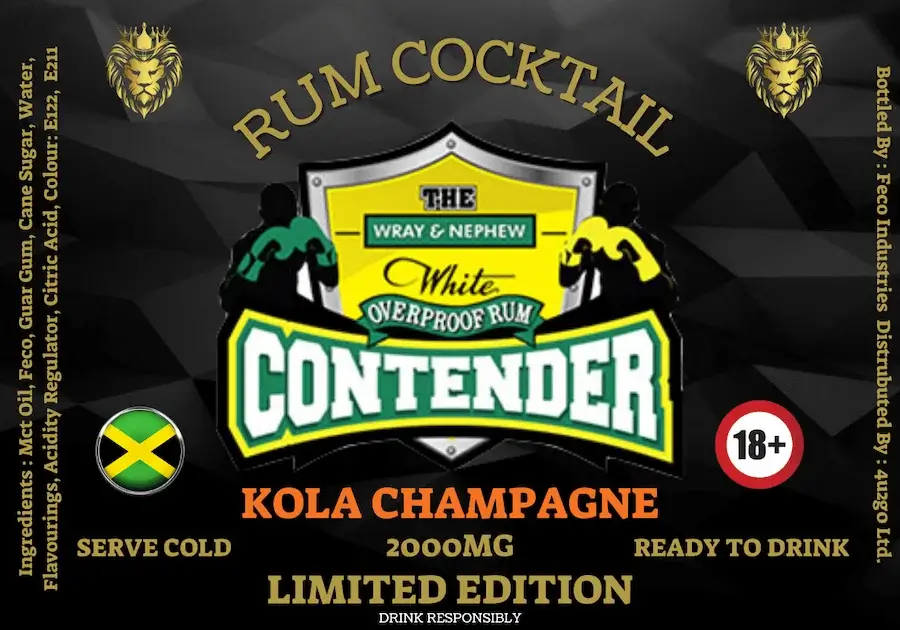 Ingredients : Mct Oil, Feco, Guar Gum, Cane Sugar, Water,
Flavourings, Acidity Regulator, Citric Acid, Colour: E122, E211
RUM COCKTAIL
THE
WRAY & NEPHEW
White
OVERPROOF RUM
CONTENDER
18+
KOLA CHAMPAGNE
SERVE COLD
2000MG
READY TO DRINK
LIMITED EDITION
DRINK RESPONSIBLY
Bottled By : Feco Industries Distrubuted By : 4u2go Ltd.